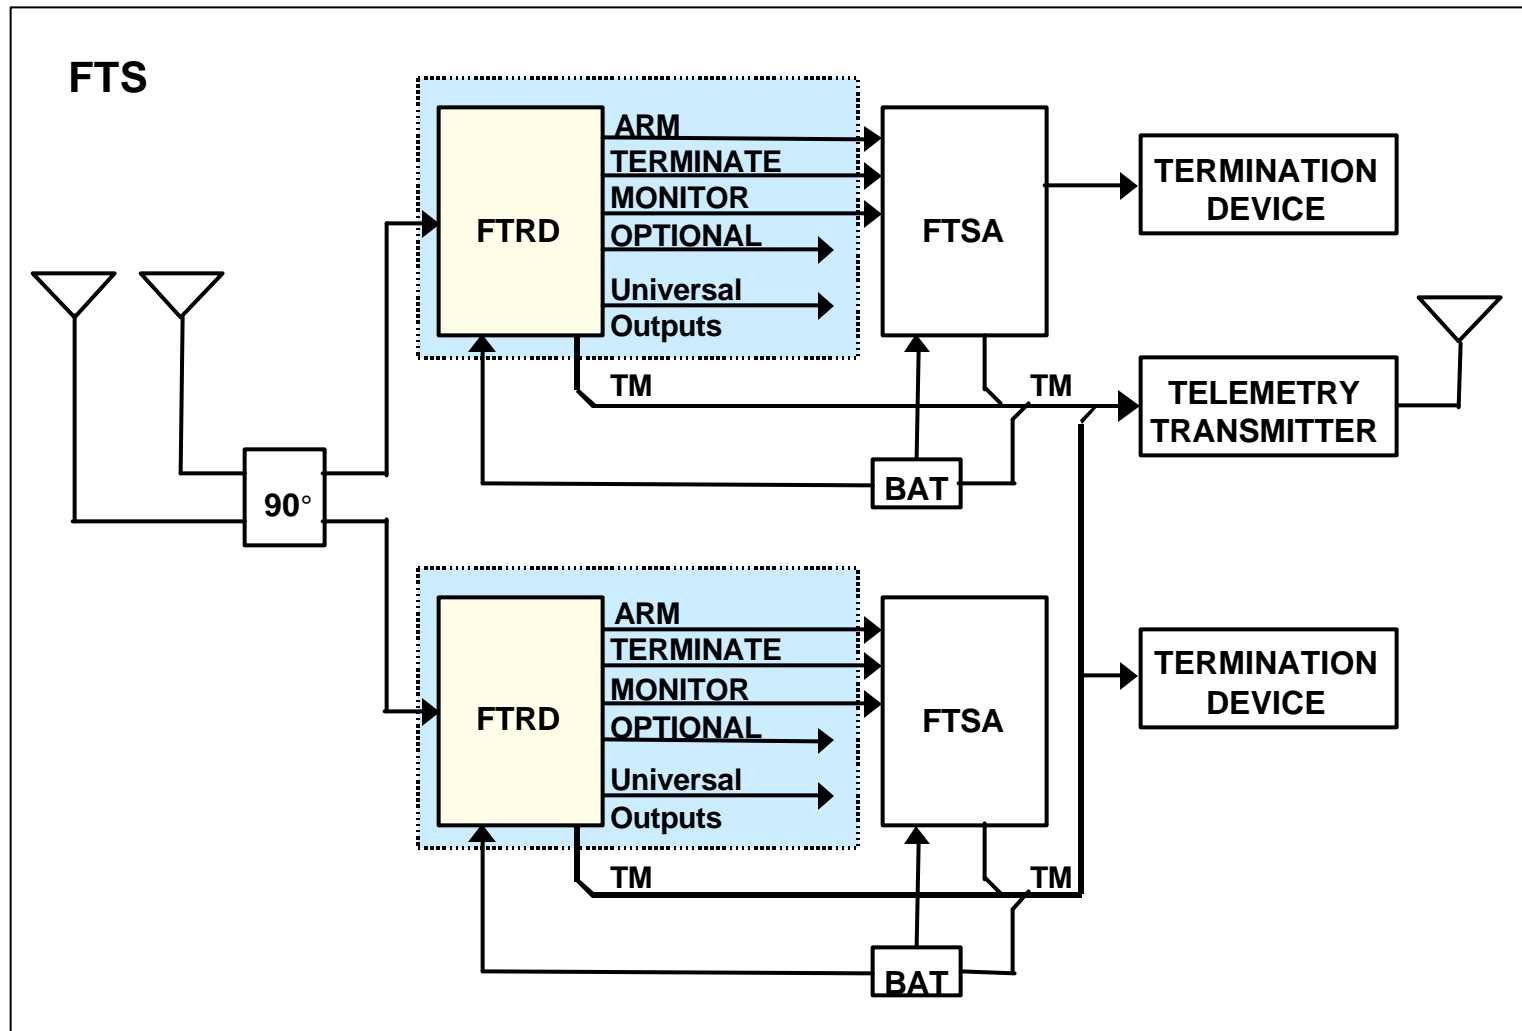 FTS
ARM
TERMINATE
MONITOR
OPTIONAL
Universal
Outputs
FTRD
FTSA
TERMINATION
DEVICE
TM
TM
TELEMETRY
TRANSMITTER
BAT
90°
ARM
TERMINATE
MONITOR
OPTIONAL
Universal
Outputs
FTRD
FTSA
TERMINATION
DEVICE
TM
TM
BAT